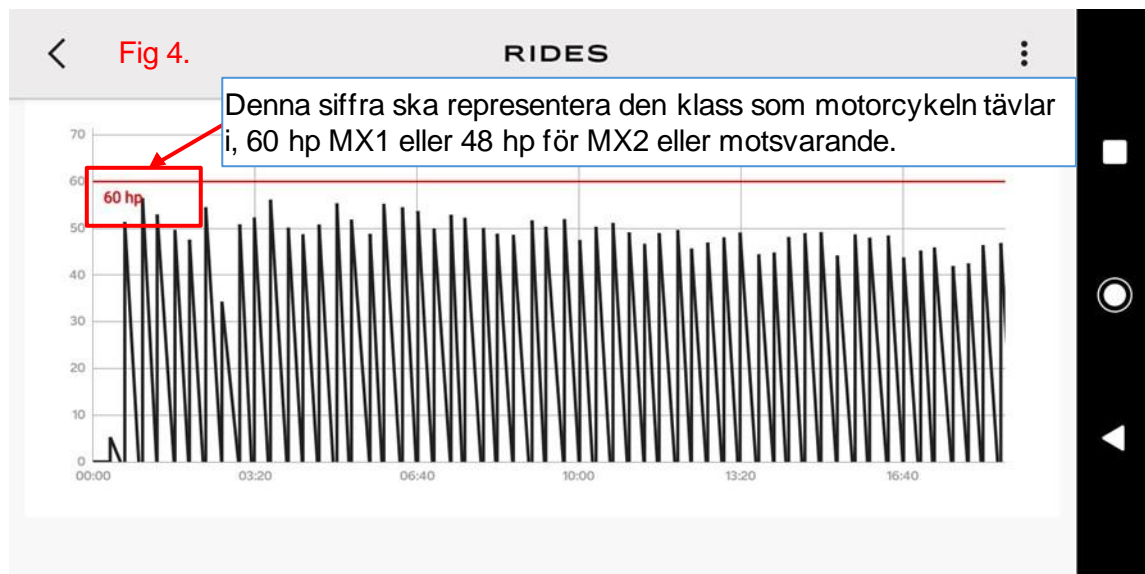 Fig 4.
RIDES
Denna siffra ska representera den klass som motorcykeln tävlar
i, 60 hp MX1 eller 48 hp för MX2 eller motsvarande.
70
60
60 hp
50
40
30
20
10
0
00:00 03:20 06:40 10:00 13:20 16:40